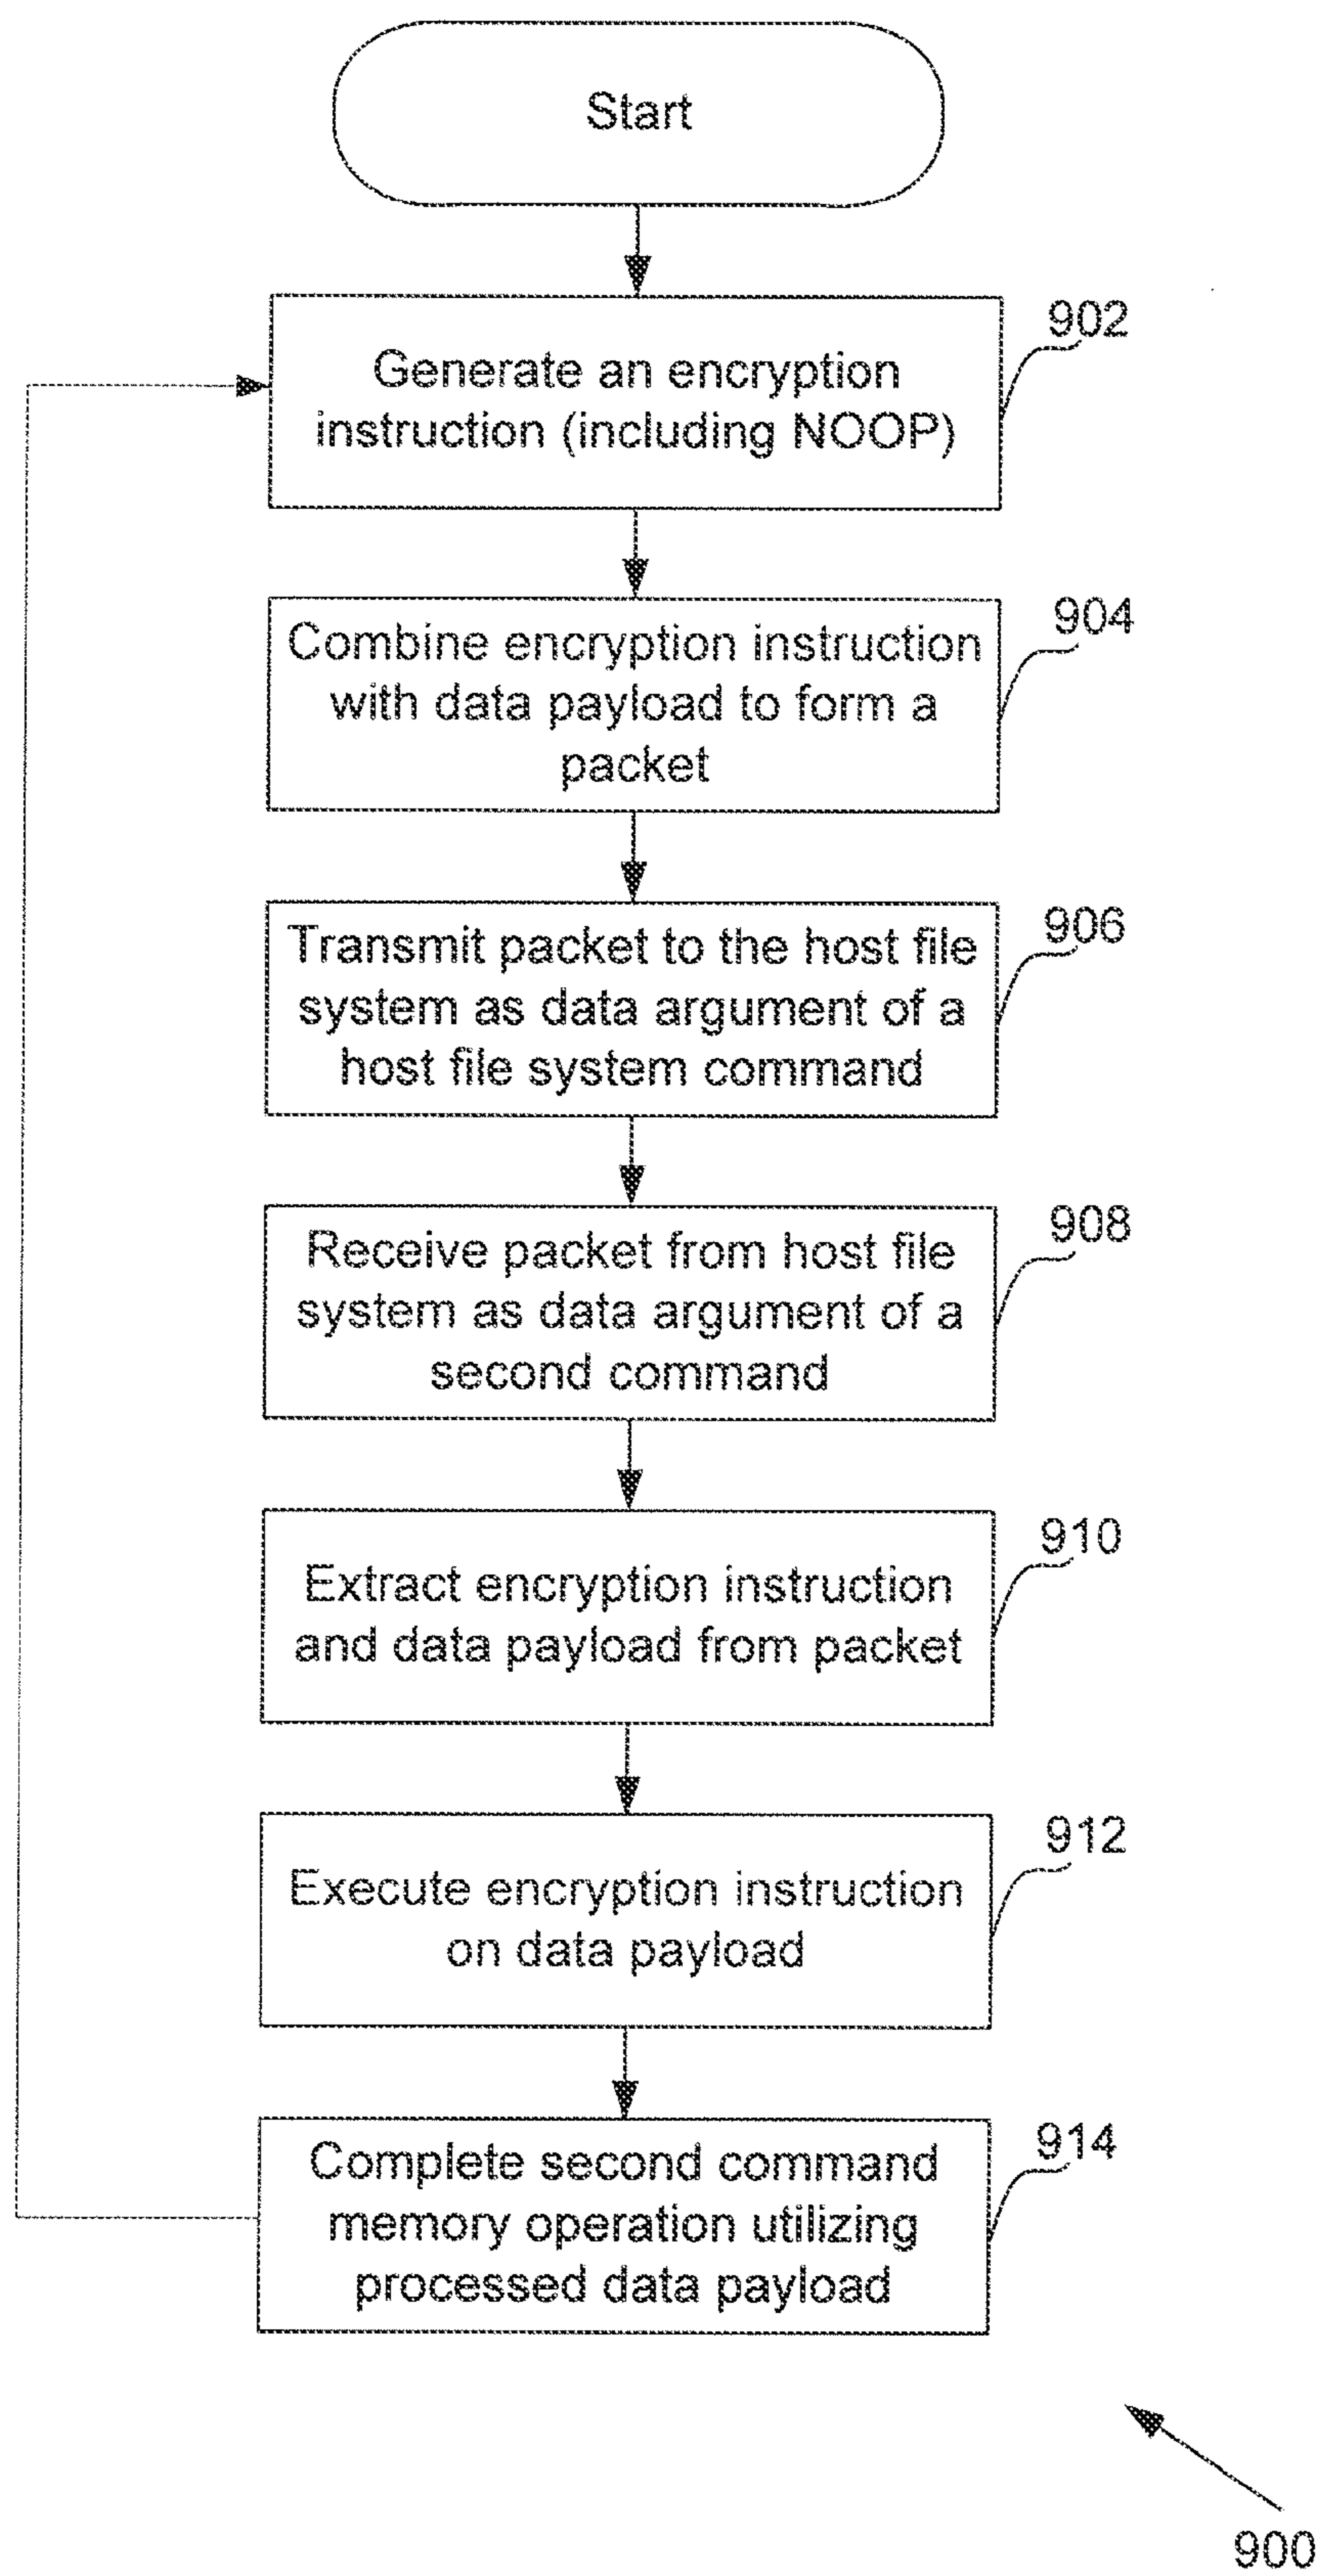 Start
902
Generate an encryption
instruction (including NOOP)
904
Combine encryption instruction
with data payload to form a
packet
906
Transmit packet to the host file
system as data argument of a
host file system command
908
Receive packet from host file
system as data argument of a
second command
910
Extract encryption instruction
and data payload from packet
912
Execute encryption instruction
on data payload
914
Complete second command
memory operation utilizing
processed data payload
900